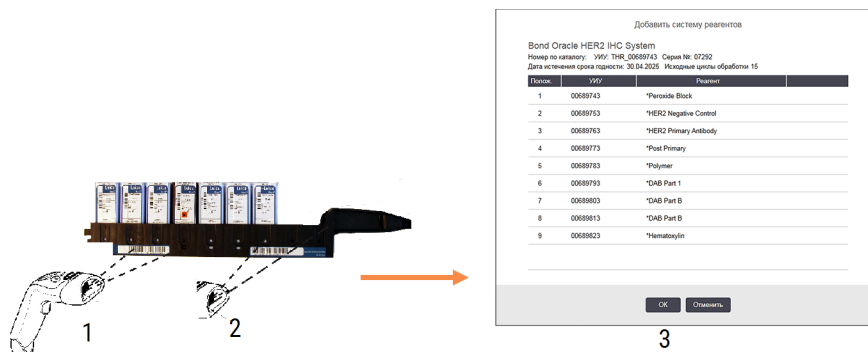 Добавить систему реагентов
Bond Oracle HER2 IHC System
Номер по каталогу: УИУ: THR_00689743 Серия №: 07292
Дата истечения срока годности: 30.04.2025 Исходные циклы обработки 15
Полож. УИУ Реагент
1 00689743 *Peroxide Block
2 00689753 *HER2 Negative Control
3 00689763 *HER2 Primary Antibody
4 00689773 *Post Primary
5 00689783 *Polymer
6 00689793 *DAB Part 1
7 00689803 *DAB Part B
8 00689813 *DAB Part B
9 00689823 *Hematoxylin
OK Отменить
1
2
3